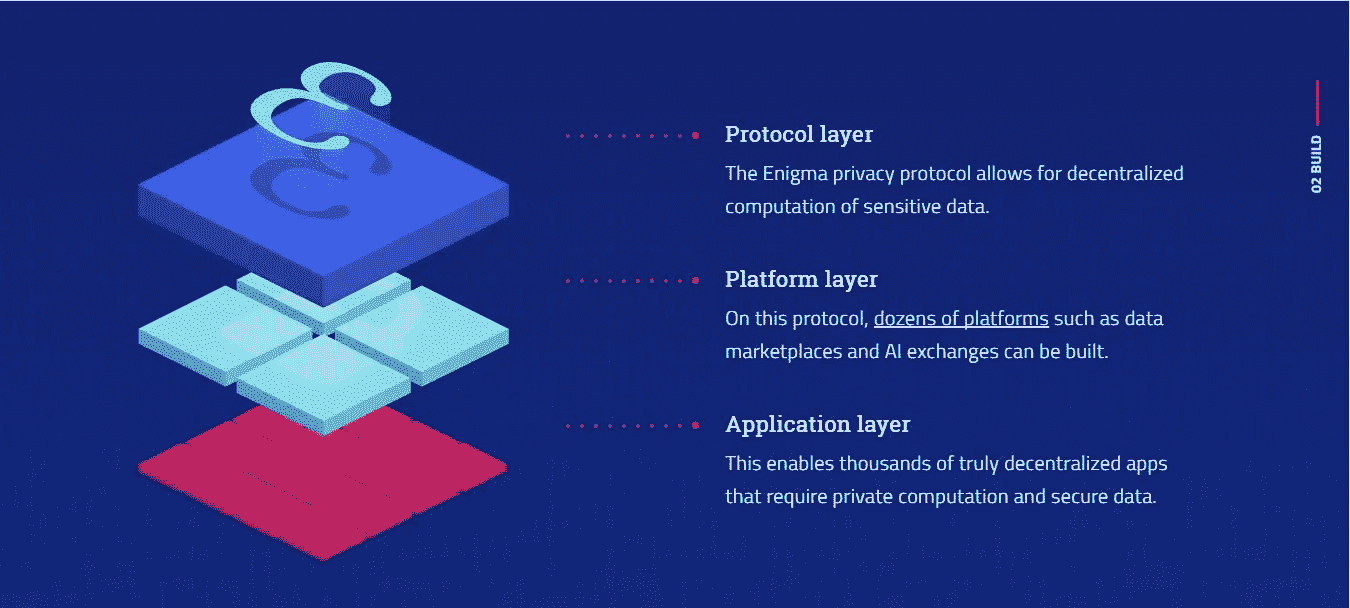 Protocol layer
The Enigma privacy protocol allows for decentralized
computation of sensitive data.
Platform layer
On this protocol, dozens of platforms such as data
marketplaces and AI exchanges can be built.
Application layer
This enables thousands of truly decentralized apps
that require private computation and secure data.
02 BUILD